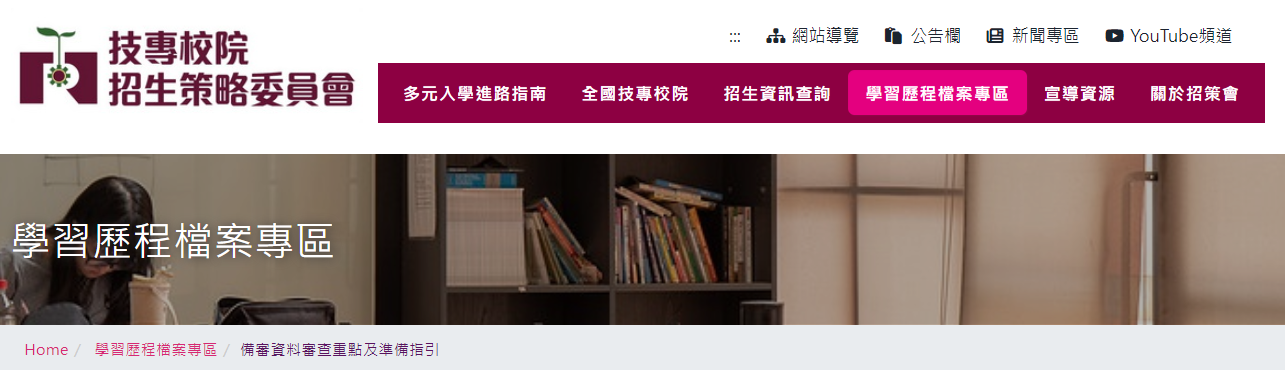 技專校院
招生策略委員會
::: 網站導覽 公告欄 新聞專區 YouTube頻道
多元入學進路指南 全國技專校院 招生資訊查詢 學習歷程檔案專區 宣導資源 關於招策會
學習歷程檔案專區
Home / 學習歷程檔案專區 / 備審資料審查重點及準備指引